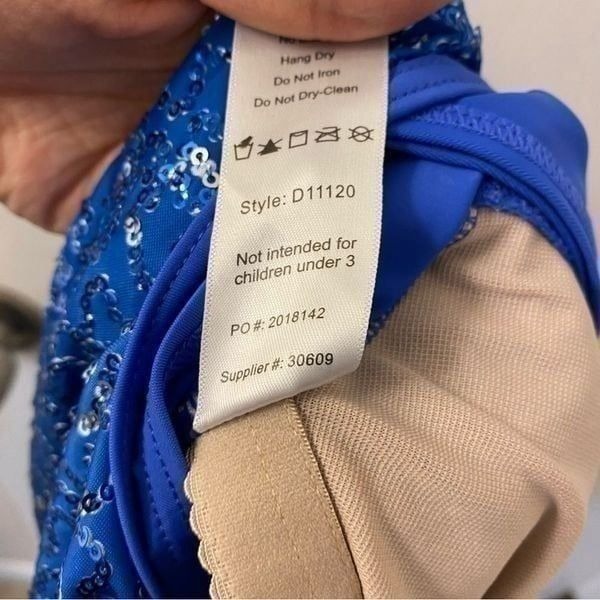 Hang Dry
Do Not Iron
Do Not Dry-Clean
Style: D11120
Not intended for
children under 3
PO #: 2018142
Supplier #: 30609